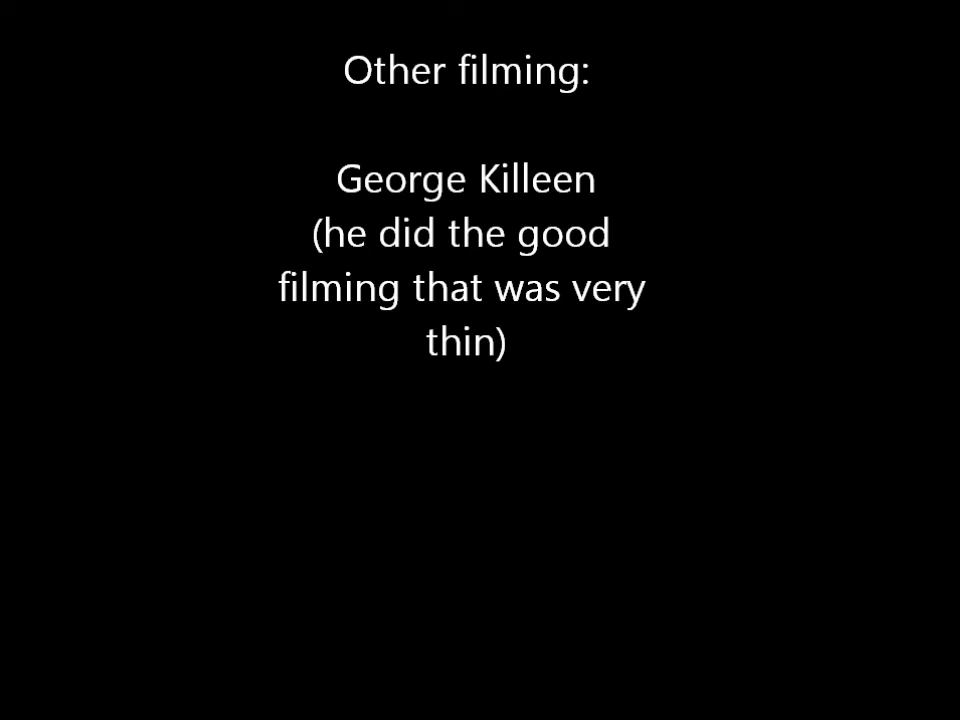 Other filming:
George Killeen
(he did the good
filming that was very
thin)